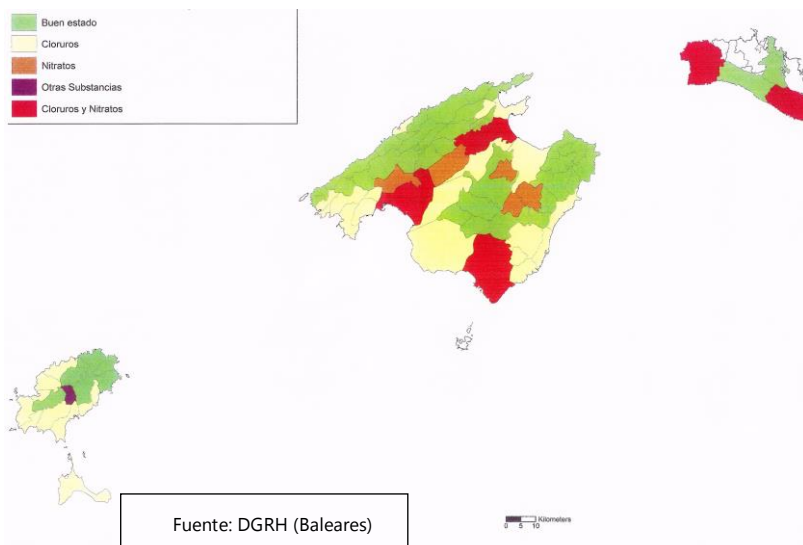 Buen estado
Cloruros
Nitratos
Otras Substancias
Cloruros y Nitratos
Fuente: DGRH (Baleares)
Kilometers
0 5 10